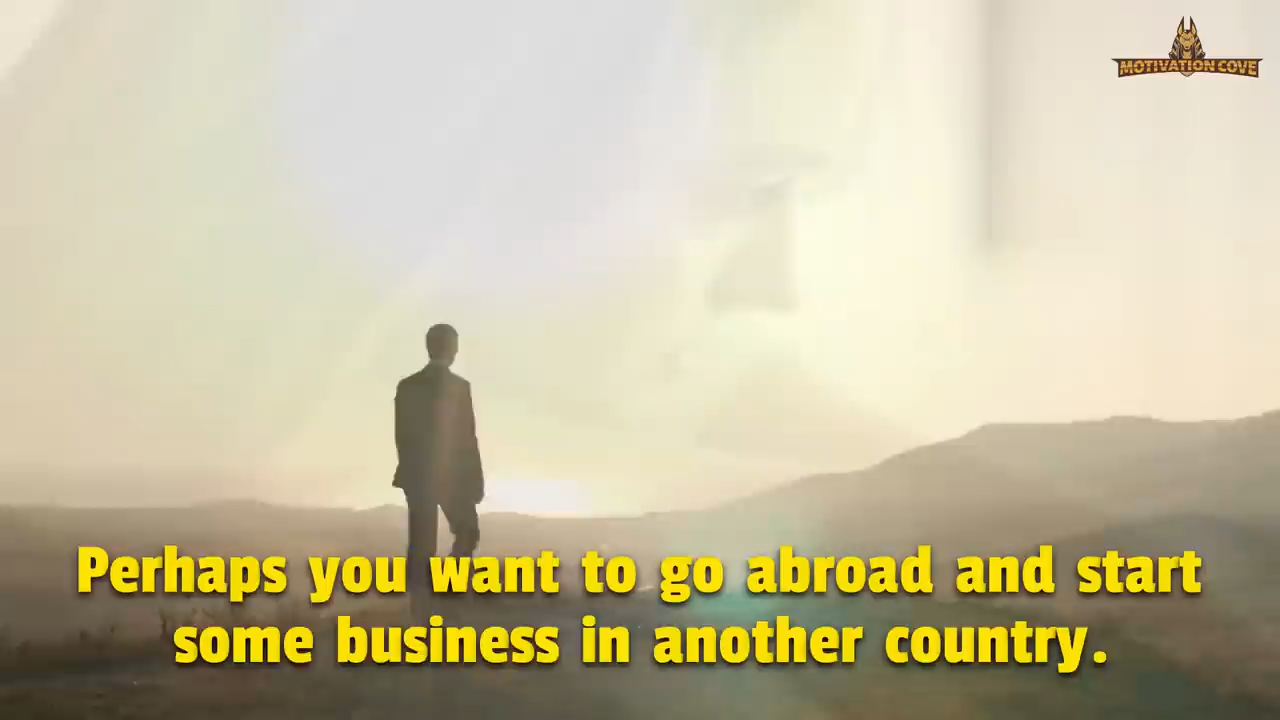 MOTIVATION COVE
Perhaps you want to go abroad and start
some business in another country.